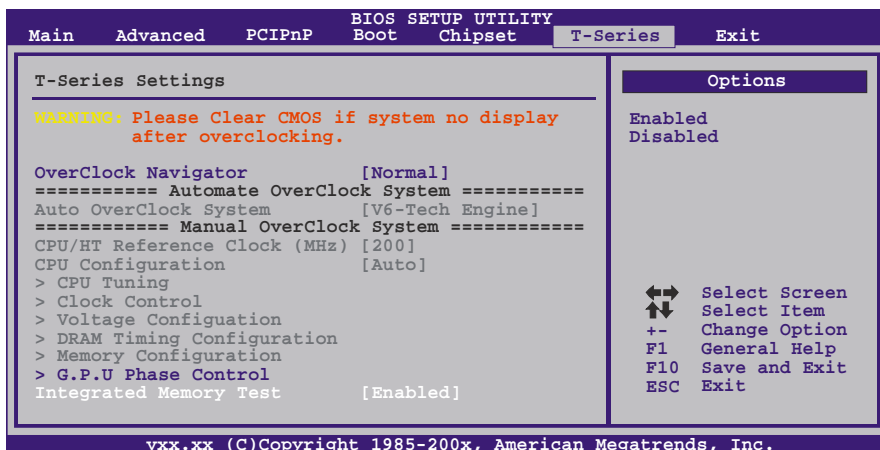 BIOS SETUP UTILITY
Main Advanced PCIPnP Boot Chipset T-Series Exit
T-Series Settings
WARNING: Please Clear CMOS if system no display
after overclocking.
OverClock Navigator [Normal]
=========== Automate OverClock System ===========
Auto OverClock System [V6-Tech Engine]
============ Manual OverClock System ============
CPU/HT Reference Clock (MHz) [200]
CPU Configuration [Auto]
> CPU Tuning
> Clock Control
> Voltage Configuation
> DRAM Timing Configuration
> Memory Configuration
> G.P.U Phase Control
Integrated Memory Test [Enabled]
Options
Enabled
Disabled
Select Screen
Select Item
+- Change Option
F1 General Help
F10 Save and Exit
ESC Exit
vxx.xx (C)Copyright 1985-200x, American Megatrends, Inc.